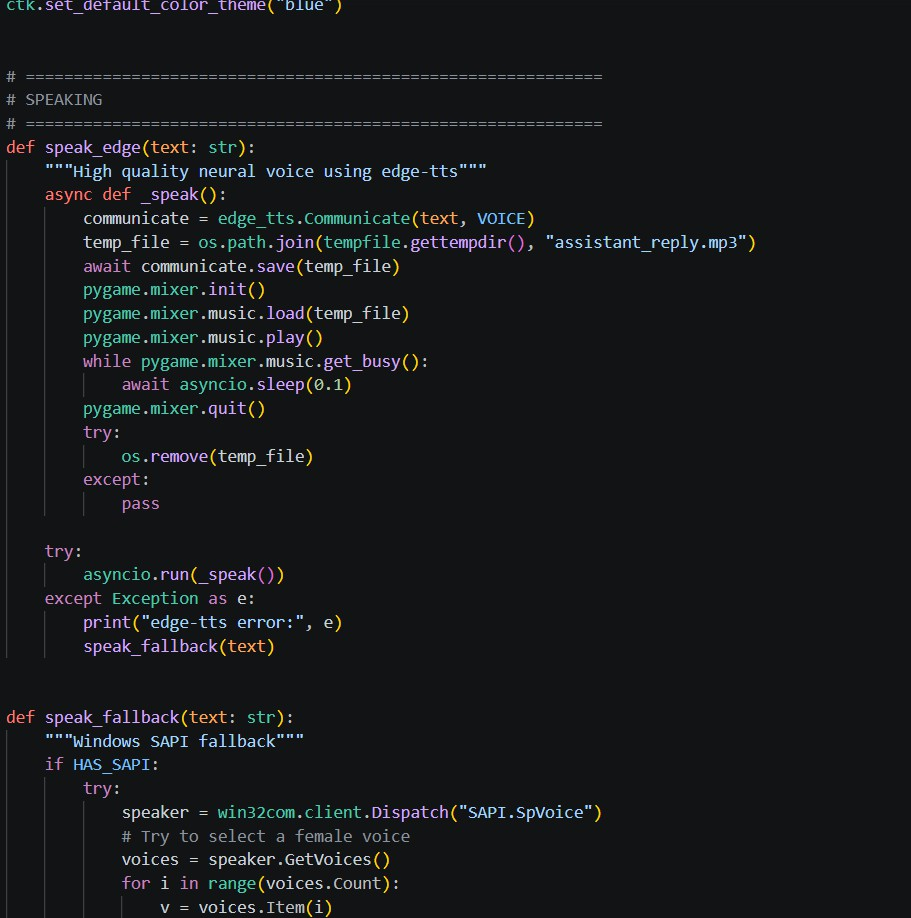 ctk.set_default_color_theme("blue")
# ============================================================
# SPEAKING
# ============================================================
def speak_edge(text: str):
    """High quality neural voice using edge-tts"""
    async def _speak():
        communicate = edge_tts.Communicate(text, VOICE)
        temp_file = os.path.join(tempfile.gettempdir(), "assistant_reply.mp3")
        await communicate.save(temp_file)
        pygame.mixer.init()
        pygame.mixer.music.load(temp_file)
        pygame.mixer.music.play()
        while pygame.mixer.music.get_busy():
            await asyncio.sleep(0.1)
        pygame.mixer.quit()
        try:
            os.remove(temp_file)
        except:
            pass
    try:
        asyncio.run(_speak())
    except Exception as e:
        print("edge-tts error:", e)
        speak_fallback(text)
def speak_fallback(text: str):
    """Windows SAPI fallback"""
    if HAS_SAPI:
        try:
            speaker = win32com.client.Dispatch("SAPI.SpVoice")
            # Try to select a female voice
            voices = speaker.GetVoices()
            for i in range(voices.Count):
                v = voices.Item(i)